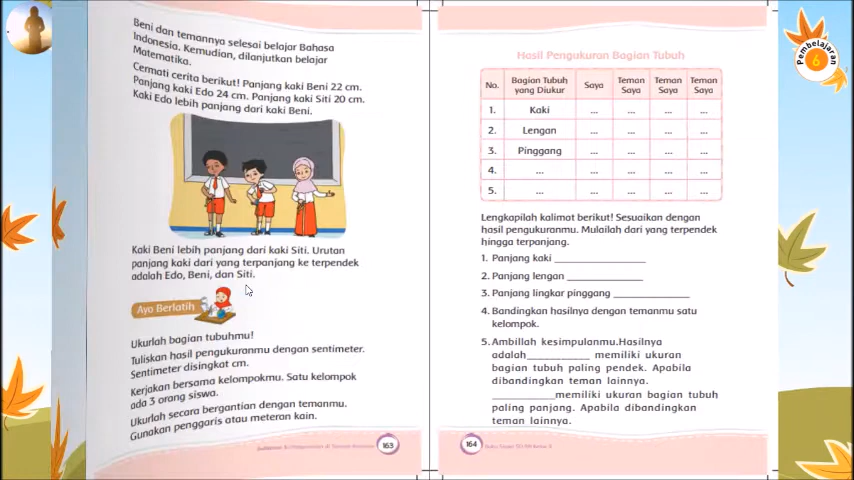 Beni dan temannya selesai belajar Bahasa
Indonesia. Kemudian, dilanjutkan belajar
Matematika.
Cermati cerita berikut! Panjang kaki Beni 22 cm.
Panjang kaki Edo 24 cm. Panjang kaki Siti 20 cm.
Kaki Edo lebih panjang dari kaki Beni.
Kaki Beni lebih panjang dari kaki Siti. Urutan
panjang kaki dari yang terpanjang ke terpendek
adalah Edo, Beni, dan Siti.
Ayo Berlatih
Ukurlah bagian tubuhmu!
Tuliskan hasil pengukuranmu dengan sentimeter.
Sentimeter disingkat cm.
Kerjakan bersama kelompokmu. Satu kelompok
ada 3 orang siswa.
Ukurlah secara bergantian dengan temanmu.
Gunakan penggaris atau meteran kain.
163
Hasil Pengukuran Bagian Tubuh
No. Bagian Tubuh yang Diukur Saya Teman Saya Teman Saya Teman Saya
1. Kaki ... ... ... ...
2. Lengan ... ... ... ...
3. Pinggang ... ... ... ...
4. ... ... ... ... ...
5. ... ... ... ... ...
Lengkapilah kalimat berikut! Sesuaikan dengan
hasil pengukuranmu. Mulailah dari yang terpendek
hingga terpanjang.
1. Panjang kaki _______________
2. Panjang lengan _____________
3. Panjang lingkar pinggang _____________
4. Bandingkan hasilnya dengan temanmu satu
kelompok.
5. Ambillah kesimpulanmu.Hasilnya
adalah___________ memiliki ukuran
bagian tubuh paling pendek. Apabila
dibandingkan teman lainnya.
___________memiliki ukuran bagian tubuh
paling panjang. Apabila dibandingkan
teman lainnya.
164
Pembelajaran
6